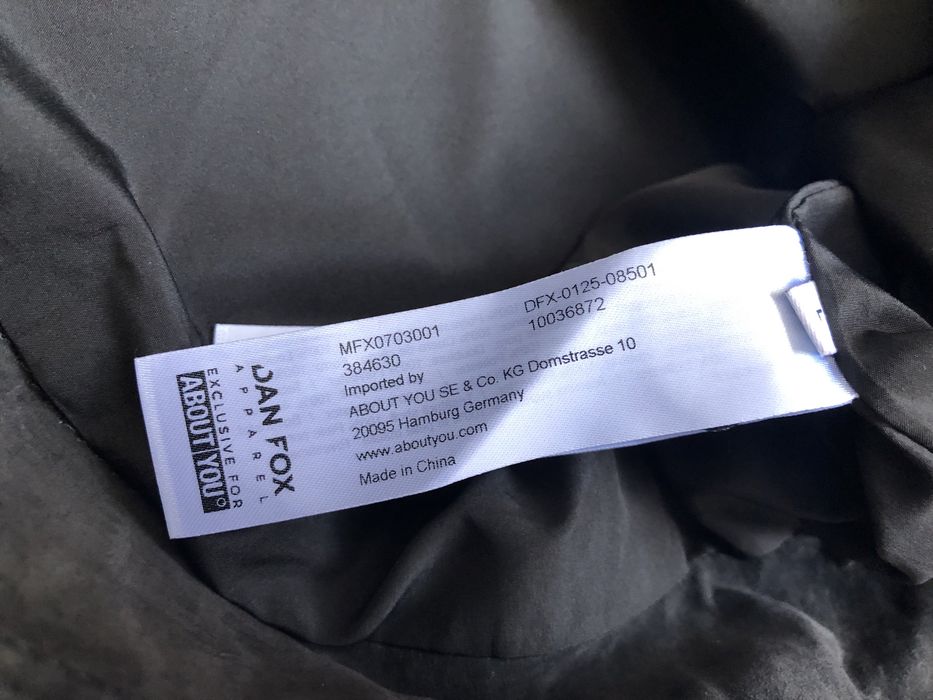 DAN FOX
APPAREL
EXCLUSIVE FOR
ABOUT YOU°
MFX0703001 DFX-0125-08501
384630 10036872
Imported by
ABOUT YOU SE & Co. KG Domstrasse 10
20095 Hamburg Germany
www.aboutyou.com
Made in China